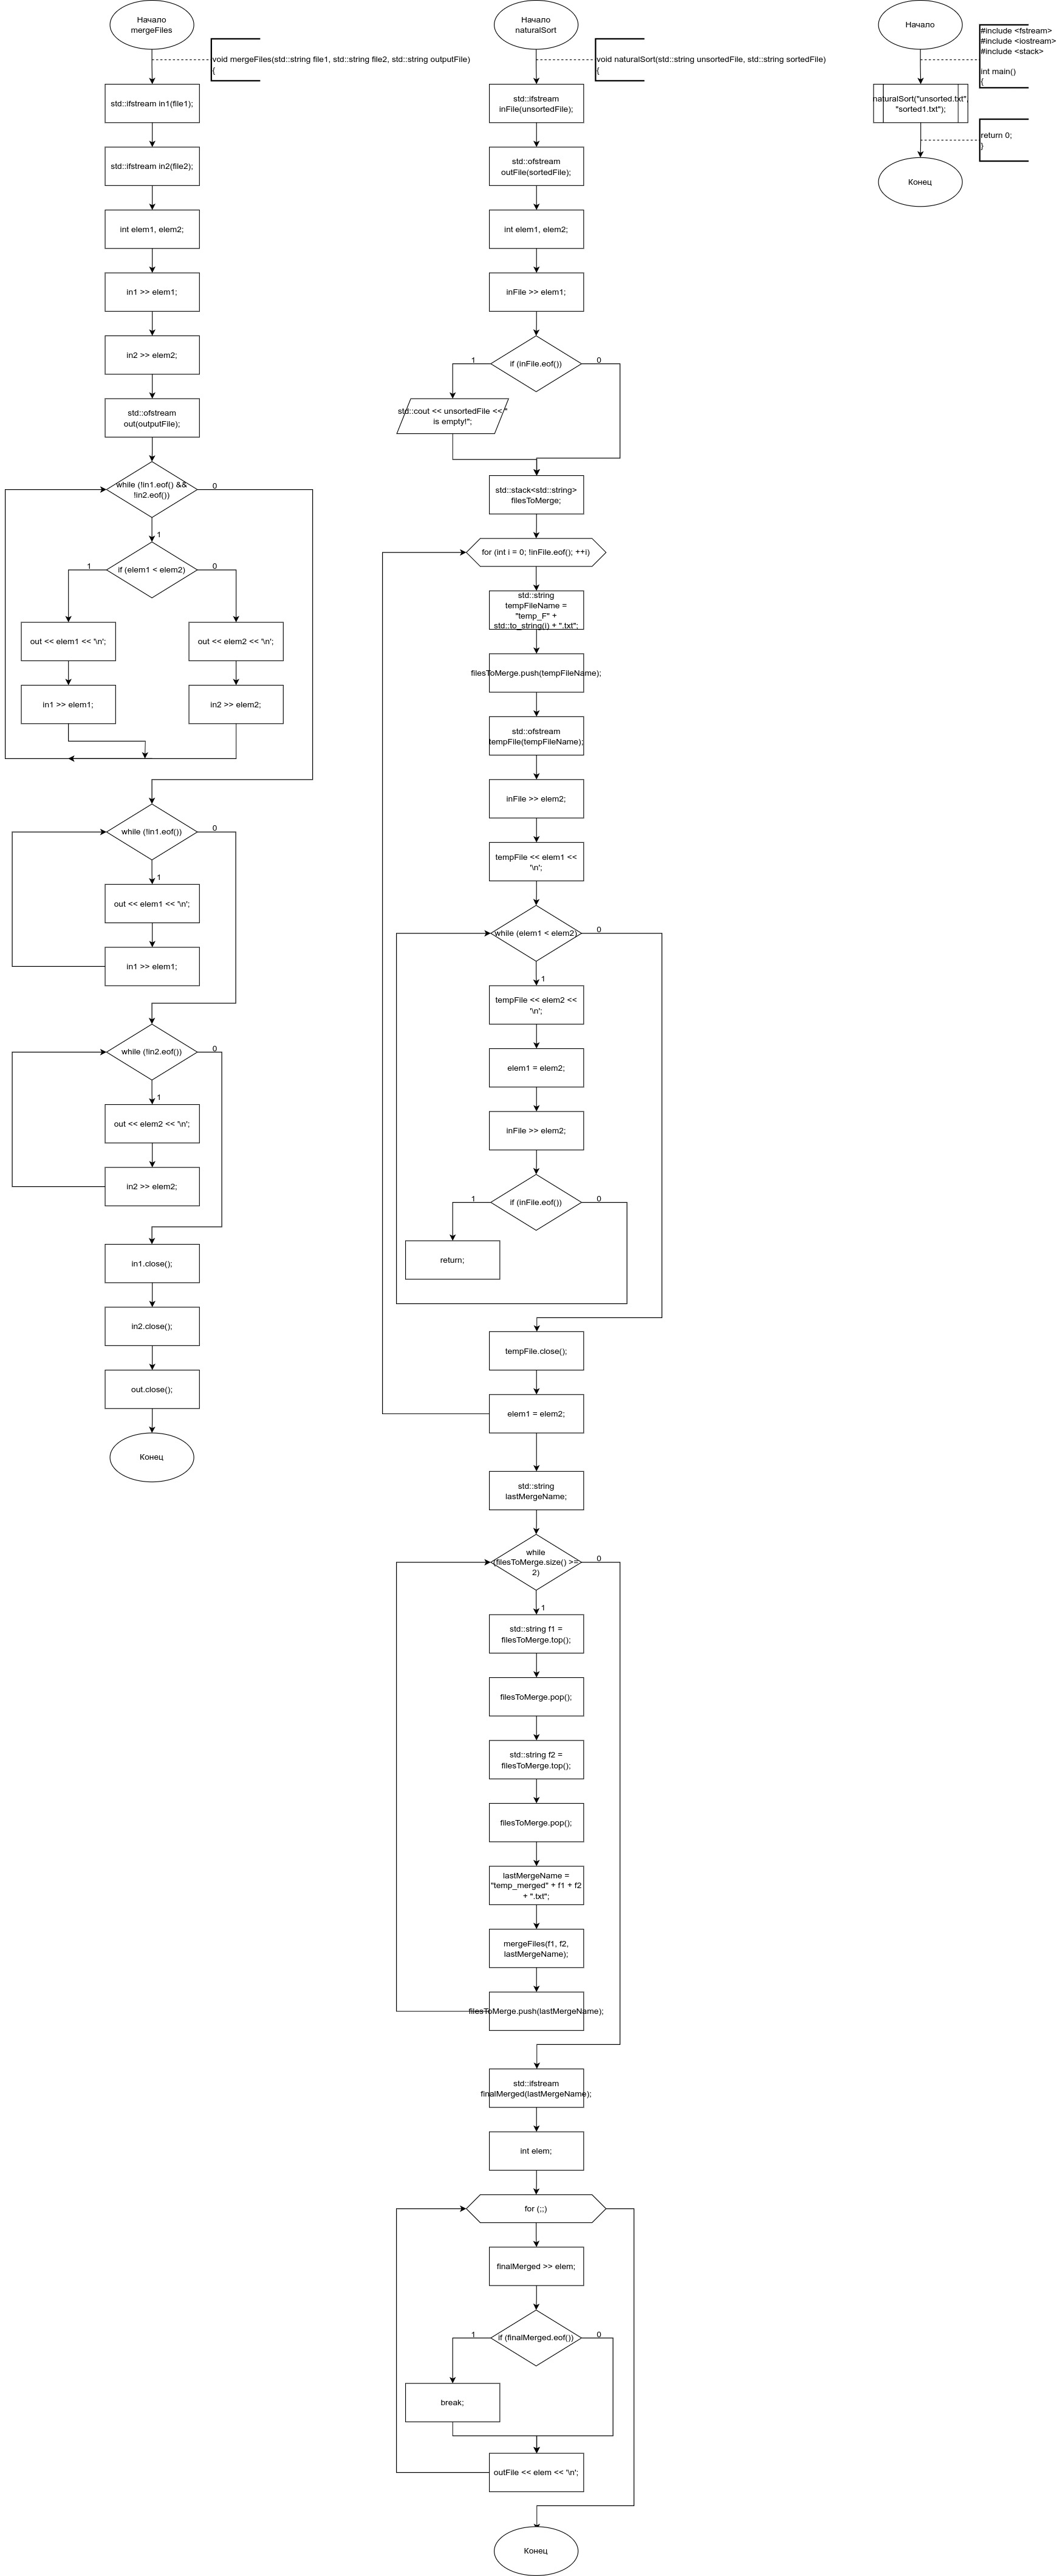 Начало
mergeFiles
void mergeFiles(std::string file1, std::string file2, std::string outputFile)
{
std::ifstream in1(file1);
std::ifstream in2(file2);
int elem1, elem2;
in1 >> elem1;
in2 >> elem2;
std::ofstream
out(outputFile);
while (!in1.eof() &&
!in2.eof())
0
1
if (elem1 < elem2)
1
0
out << elem1 << '\n';
out << elem2 << '\n';
in1 >> elem1;
in2 >> elem2;
while (!in1.eof())
0
1
out << elem1 << '\n';
in1 >> elem1;
while (!in2.eof())
0
1
out << elem2 << '\n';
in2 >> elem2;
in1.close();
in2.close();
out.close();
Конец
Начало
naturalSort
void naturalSort(std::string unsortedFile, std::string sortedFile)
{
std::ifstream
inFile(unsortedFile);
std::ofstream
outFile(sortedFile);
int elem1, elem2;
inFile >> elem1;
if (inFile.eof())
1
0
std::cout << unsortedFile << "
is empty!";
std::stack<std::string>
filesToMerge;
for (int i = 0; !inFile.eof(); ++i)
std::string
tempFileName =
"temp_F" +
std::to_string(i) + ".txt";
filesToMerge.push(tempFileName);
std::ofstream
tempFile(tempFileName);
inFile >> elem2;
tempFile << elem1 <<
'\n';
while (elem1 < elem2)
0
1
tempFile << elem2 <<
'\n';
elem1 = elem2;
inFile >> elem2;
if (inFile.eof())
1
0
return;
tempFile.close();
elem1 = elem2;
std::string
lastMergeName;
while
(filesToMerge.size() >=
2)
0
1
std::string f1 =
filesToMerge.top();
filesToMerge.pop();
std::string f2 =
filesToMerge.top();
filesToMerge.pop();
lastMergeName =
"temp_merged" + f1 + f2
+ ".txt";
mergeFiles(f1, f2,
lastMergeName);
filesToMerge.push(lastMergeName);
std::ifstream
finalMerged(lastMergeName);
int elem;
for (;;)
finalMerged >> elem;
if (finalMerged.eof())
1
0
break;
outFile << elem << '\n';
Конец
Начало
#include <fstream>
#include <iostream>
#include <stack>
int main()
{
naturalSort("unsorted.txt",
"sorted1.txt");
return 0;
}
Конец